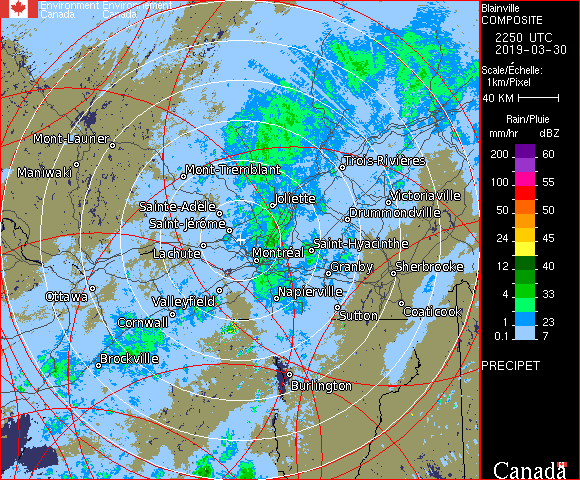 Environment Environnement
Canada Canada
Blainville
COMPOSITE
2250 UTC
2019-03-30
Scale/Échelle:
1km/Pixel
40 KM
Rain/Pluie
mm/hr dBZ
200 60
100 55
50 50
24 45
12 40
4 33
1 23
0.1 7
PRECIPET
Canada
Mont-Laurier
Maniwaki
Mont-Tremblant
Trois-Rivières
Sainte-Adèle
Joliette
Victoriaville
Drummondville
Saint-Jérôme
Saint-Hyacinthe
Lachute
Montréal
Granby
Sherbrooke
Ottawa
Valleyfield
Napierville
Cornwall
Sutton
Coaticook
Brockville
Burlington